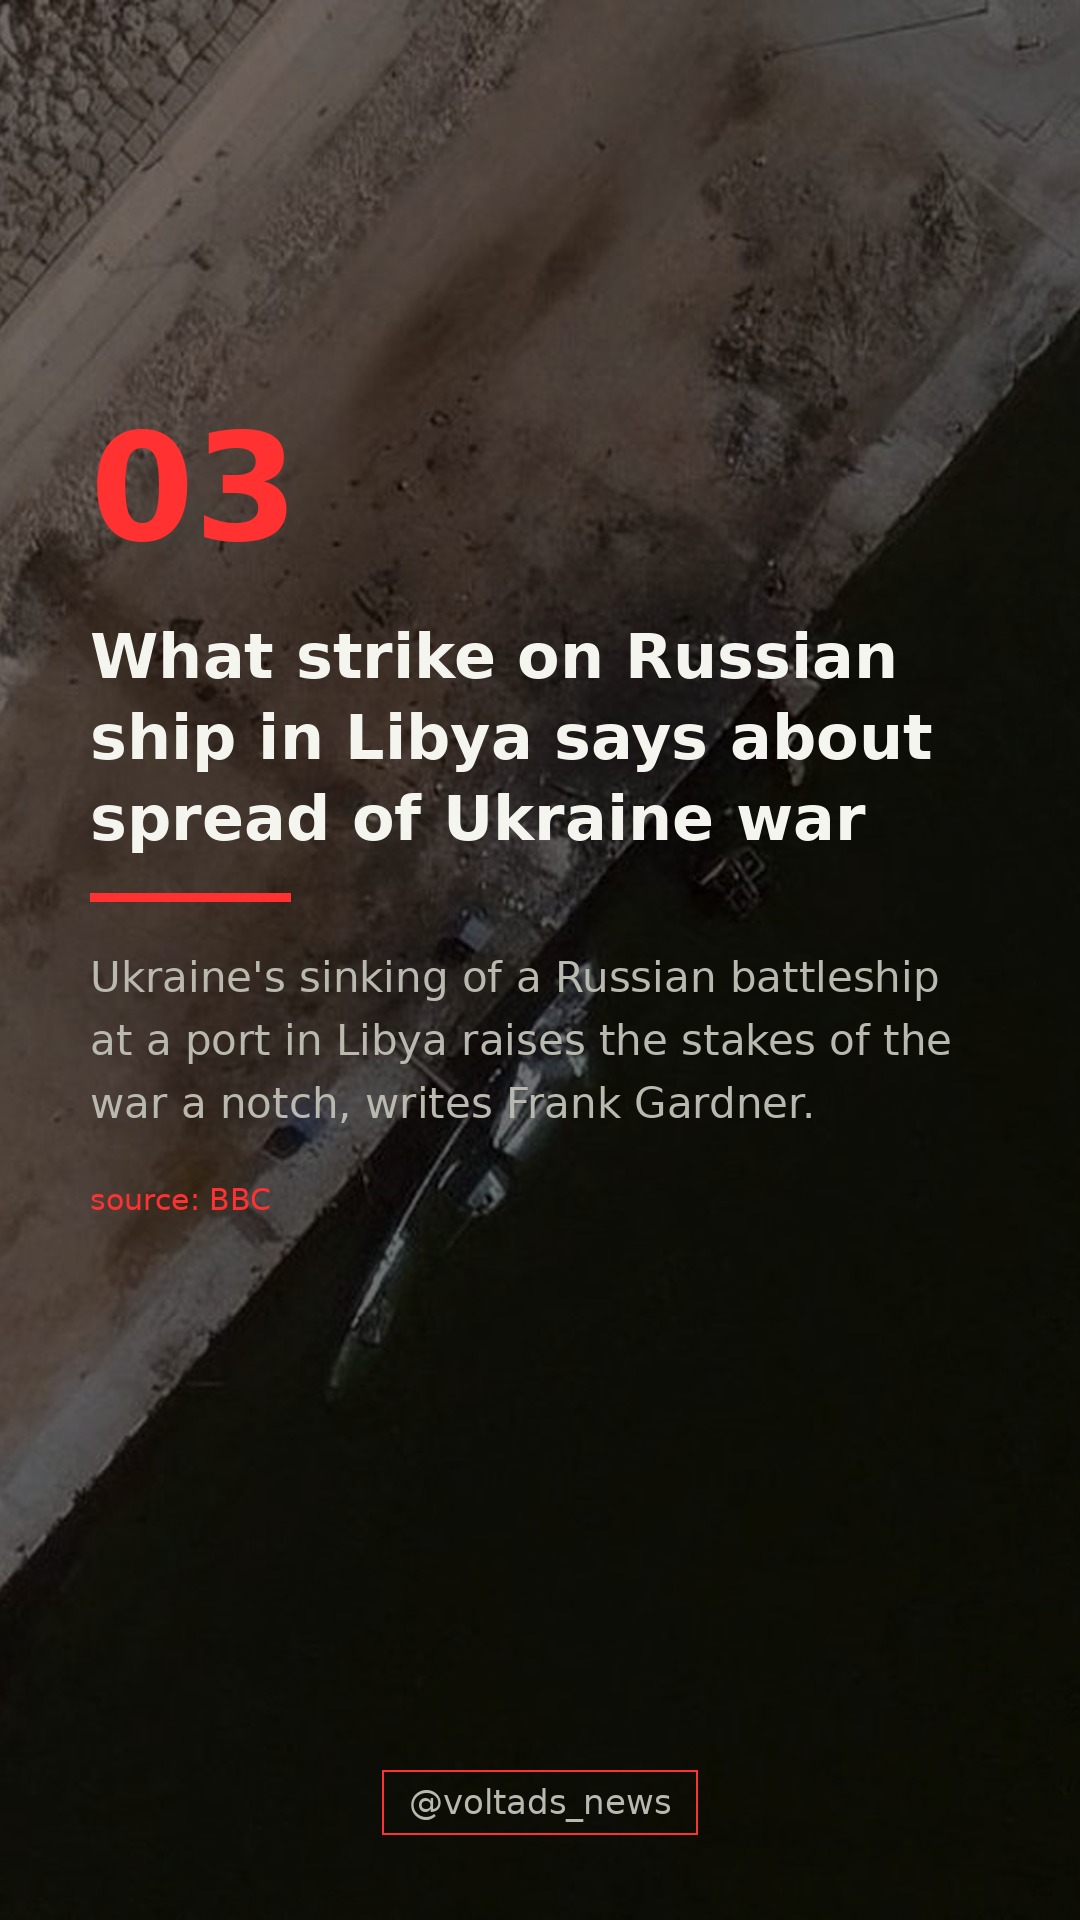 03
What strike on Russian
ship in Libya says about
spread of Ukraine war
Ukraine's sinking of a Russian battleship
at a port in Libya raises the stakes of the
war a notch, writes Frank Gardner.
source: BBC
@voltads_news